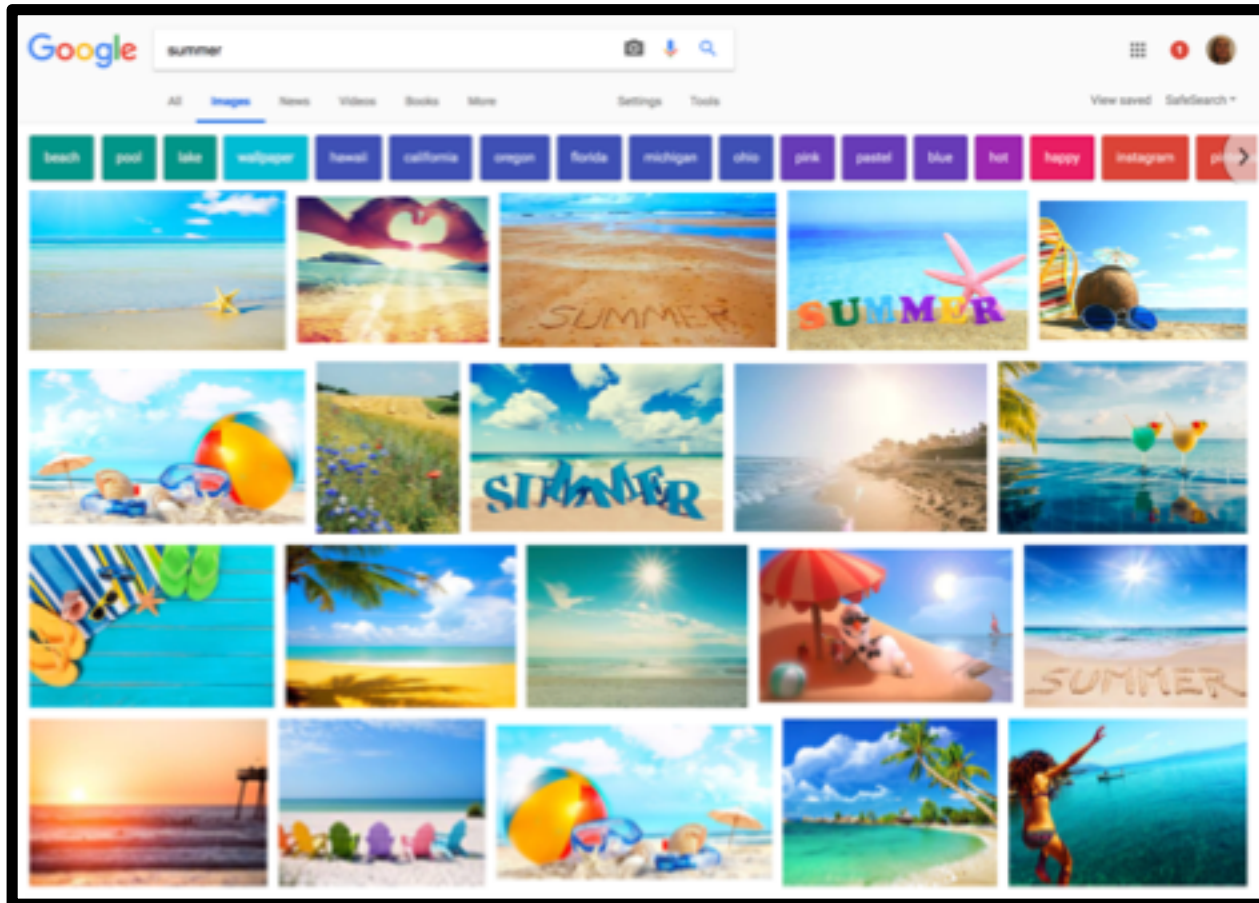 Google summer
1
All Images News Videos Books More Settings Tools View saved SafeSearch
beach pool lake wallpaper hawaii california oregon florida michigan ohio pink pastel blue hot happy instagram
SUMMER
SUMMER
SUMMER
SUMMER